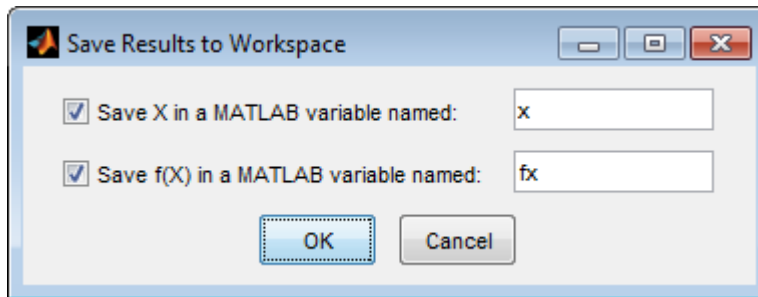 Save Results to Workspace
Save X in a MATLAB variable named: x
Save f(X) in a MATLAB variable named: fx
OK Cancel